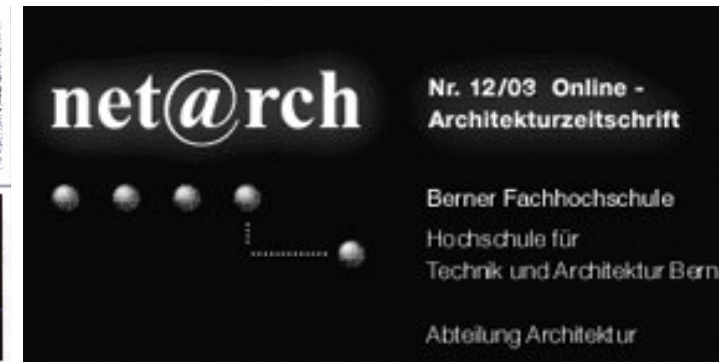 net@rch
Nr. 12/03 Online -
Architekturzeitschrift
Berner Fachhochschule
Hochschule für
Technik und Architektur Bern
Abteilung Architektur